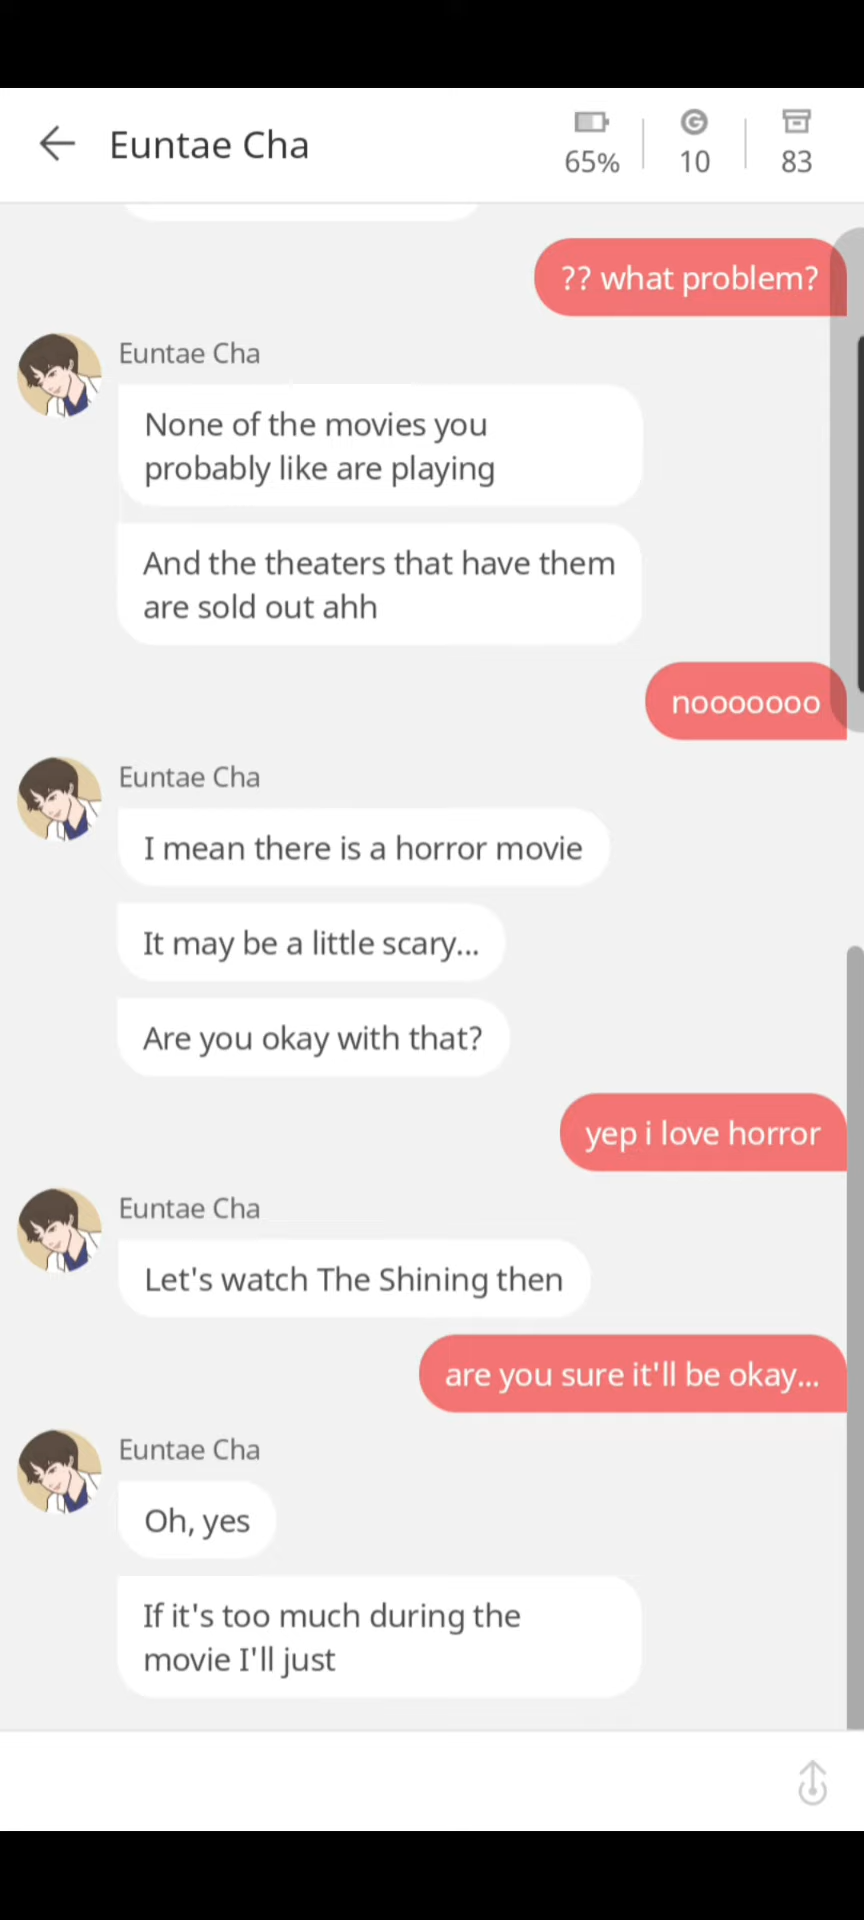 Euntae Cha
65%
10
83
?? what problem?
Euntae Cha
None of the movies you
probably like are playing
And the theaters that have them
are sold out ahh
nooooooo
Euntae Cha
I mean there is a horror movie
It may be a little scary...
Are you okay with that?
yep i love horror
Euntae Cha
Let's watch The Shining then
are you sure it'll be okay...
Euntae Cha
Oh, yes
If it's too much during the
movie I'll just